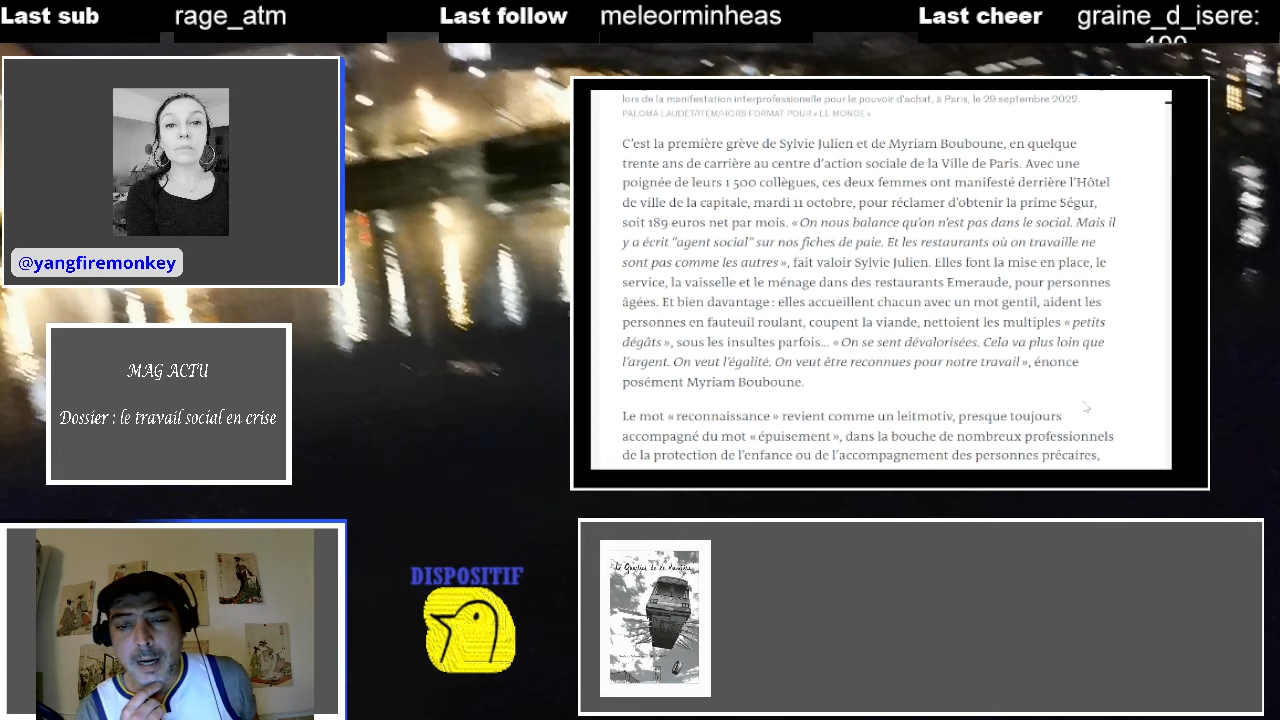 Last sub
rage_atm
Last follow
meleorminheas
Last cheer
graine_d_isere:
100
@yangfiremonkey
MAG ACTU
Dossier : le travail social en crise
lors de la manifestation interprofessionnelle pour le pouvoir d'achat, à Paris, le 29 septembre 2022.
PALOMA LAUDET/ITEM/HORS FORMAT POUR « LE MONDE »
C'est la première grève de Sylvie Julien et de Myriam Bouboune, en quelque
trente ans de carrière au centre d'action sociale de la Ville de Paris. Avec une
poignée de leurs 1 500 collègues, ces deux femmes ont manifesté derrière l'Hôtel
de ville de la capitale, mardi 11 octobre, pour réclamer d'obtenir la prime Ségur,
soit 189 euros net par mois. « On nous balance qu'on n'est pas dans le social. Mais il
y a écrit “agent social” sur nos fiches de paie. Et les restaurants où on travaille ne
sont pas comme les autres », fait valoir Sylvie Julien. Elles font la mise en place, le
service, la vaisselle et le ménage dans des restaurants Emeraude, pour personnes
âgées. Et bien davantage : elles accueillent chacun avec un mot gentil, aident les
personnes en fauteuil roulant, coupent la viande, nettoient les multiples « petits
dégâts », sous les insultes parfois… « On se sent dévalorisées. Cela va plus loin que
l'argent. On veut l'égalité. On veut être reconnues pour notre travail », énonce
posément Myriam Bouboune.
Le mot « reconnaissance » revient comme un leitmotiv, presque toujours
accompagné du mot « épuisement », dans la bouche de nombreux professionnels
de la protection de l'enfance ou de l'accompagnement des personnes précaires,
DISPOSITIF
Le Quartier de la